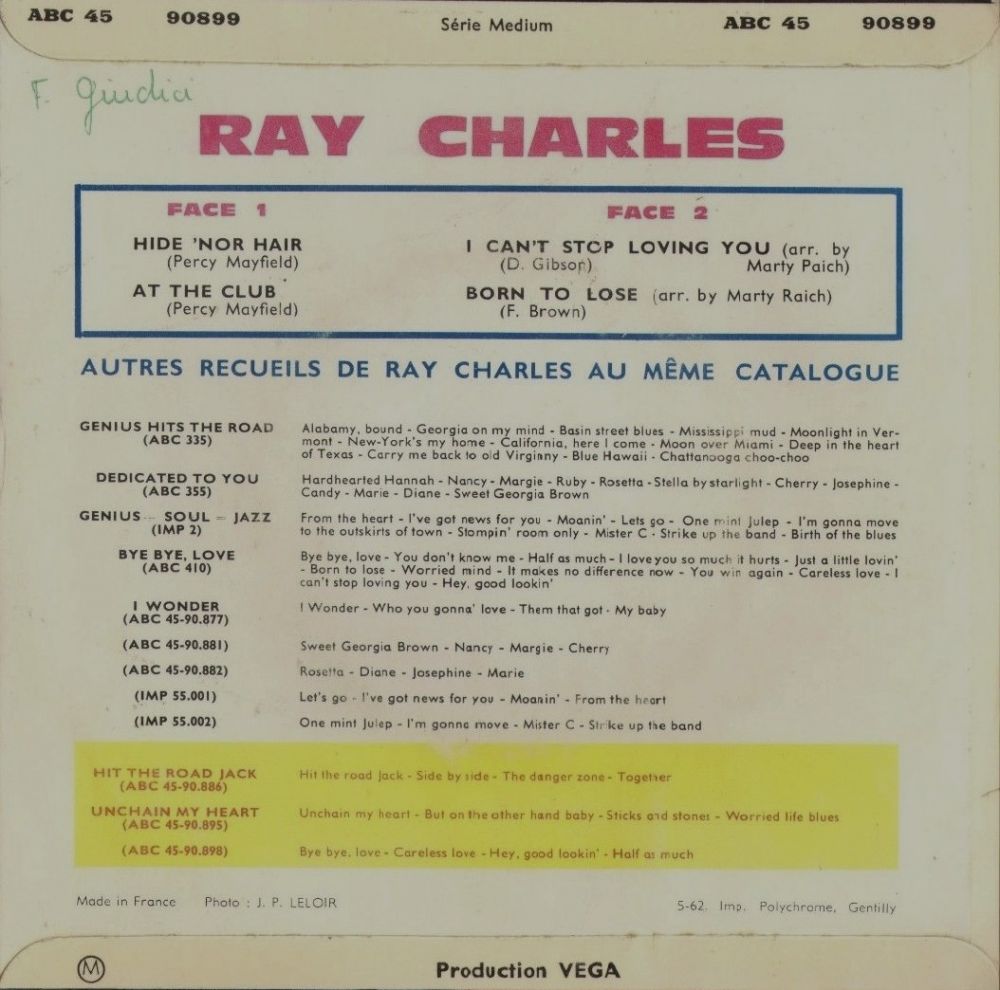 ABC 45 90899 Série Medium ABC 45 90899
F. Giudici
RAY CHARLES
FACE 1
HIDE 'NOR HAIR
(Percy Mayfield)
AT THE CLUB
(Percy Mayfield)
FACE 2
I CAN'T STOP LOVING YOU (arr. by
(D. Gibson) Marty Paich)
BORN TO LOSE (arr. by Marty Raich)
(F. Brown)
AUTRES RECUEILS DE RAY CHARLES AU MÊME CATALOGUE
GENIUS HITS THE ROAD
(ABC 335)
Alabamy, bound - Georgia on my mind - Basin street blues - Mississippi mud - Moonlight in Ver-
mont - New-York's my home - California, here I come - Moon over Miami - Deep in the heart
of Texas - Carry me back to old Virginny - Blue Hawaii - Chattanooga choo-choo
DEDICATED TO YOU
(ABC 355)
Hardhearted Hannah - Nancy - Margie - Ruby - Rosetta - Stella by starlight - Cherry - Josephine -
Candy - Marie - Diane - Sweet Georgia Brown
GENIUS - SOUL - JAZZ
(IMP 2)
From the heart - I've got news for you - Moanin' - Lets go - One mint Julep - I'm gonna move
to the outskirts of town - Stompin' room only - Mister C - Strike up the band - Birth of the blues
BYE BYE, LOVE
(ABC 410)
Bye bye, love - You don't know me - Half as much - I love you so much it hurts - Just a little lovin'
- Born to lose - Worried mind - It makes no difference now - You win again - Careless love - I
can't stop loving you - Hey, good lookin'
I WONDER
(ABC 45-90.877)
I Wonder - Who you gonna' love - Them that got - My baby
(ABC 45-90.881)
Sweet Georgia Brown - Nancy - Margie - Cherry
(ABC 45-90.882)
Rosetta - Diane - Josephine - Marie
(IMP 55.001)
Let's go - I've got news for you - Moanin' - From the heart
(IMP 55.002)
One mint Julep - I'm gonna move - Mister C - Strike up the band
HIT THE ROAD JACK
(ABC 45-90.886)
Hit the road Jack - Side by side - The danger zone - Together
UNCHAIN MY HEART
(ABC 45-90.895)
Unchain my heart - But on the other hand baby - Sticks and stones - Worried life blues
(ABC 45-90.898)
Bye bye, love - Careless love - Hey, good lookin' - Half as much
Made in France Photo : J. P. LELOIR
5-62. Imp. Polychrome, Gentilly
M Production VEGA